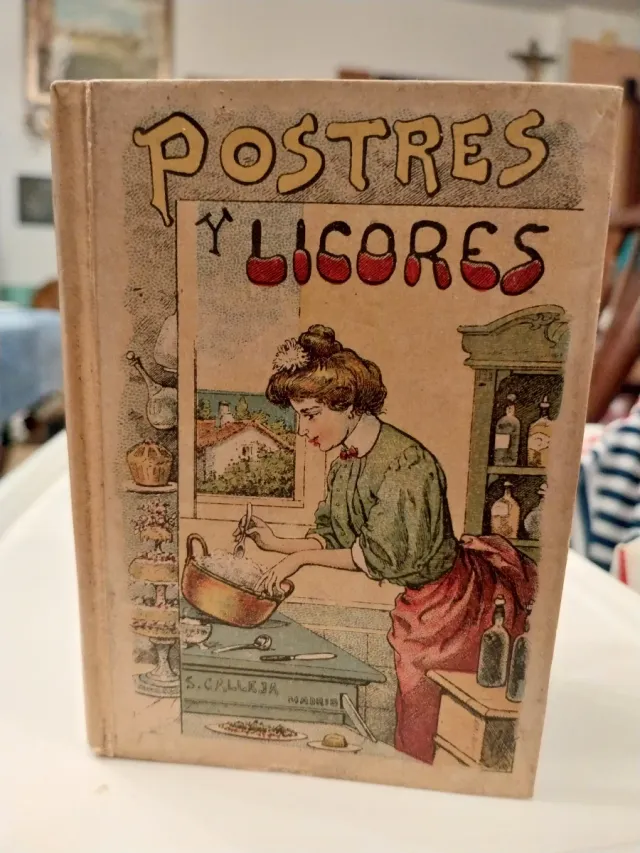 POSTRES
Y LICORES
S. CALLEJA
MADRID